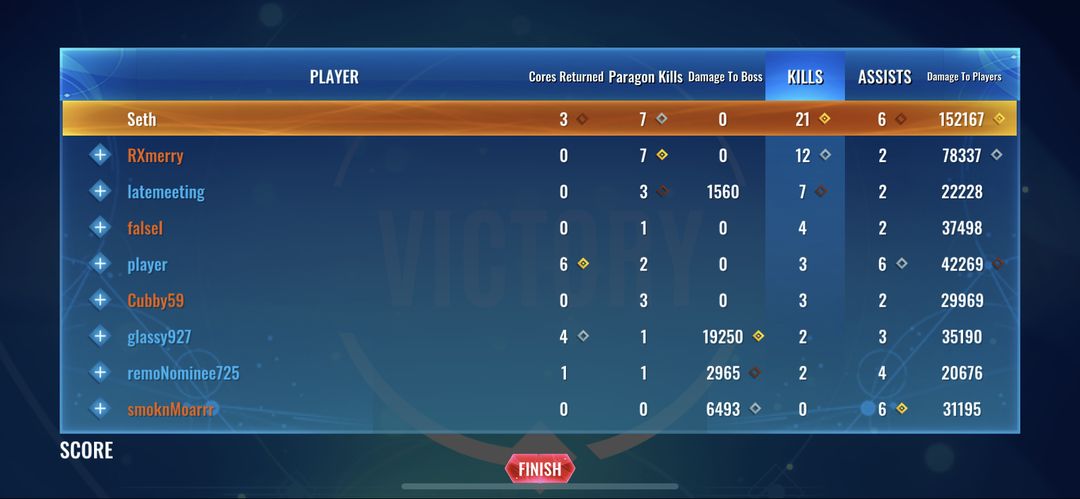 PLAYER Cores Returned Paragon Kills Damage To Boss KILLS ASSISTS Damage To Players
Seth 3 7 0 21 6 152167
RXmerry 0 7 0 12 2 78337
latemeeting 0 3 1560 7 2 22228
falsel 0 1 0 4 2 37498
player 6 2 0 3 6 42269
Cubby59 0 3 0 3 2 29969
glassy927 4 1 19250 2 3 35190
remoNominee725 1 1 2965 2 4 20676
smoknMoarrr 0 0 6493 0 6 31195
VICTORY
SCORE
FINISH